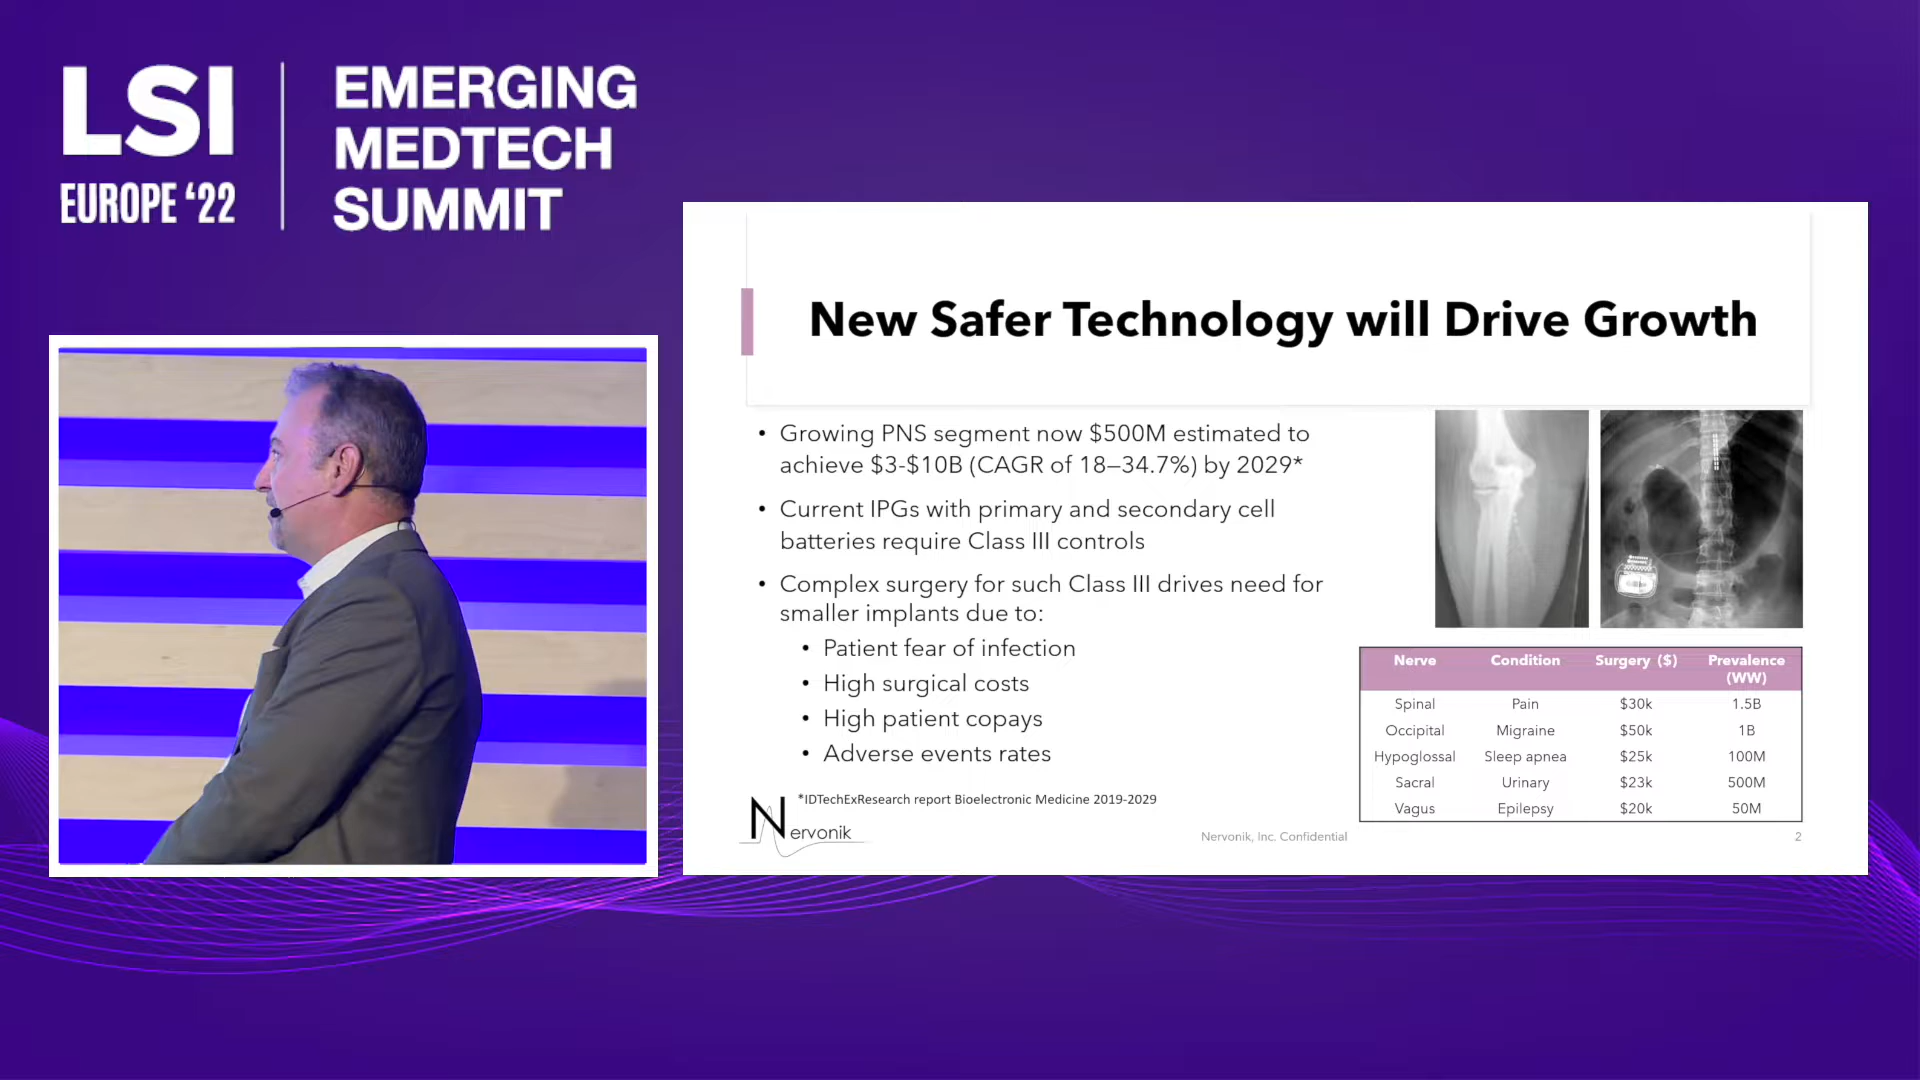 LSI
EUROPE ‘22
EMERGING
MEDTECH
SUMMIT
New Safer Technology will Drive Growth
• Growing PNS segment now $500M estimated to
achieve $3-$10B (CAGR of 18–34.7%) by 2029*
• Current IPGs with primary and secondary cell
batteries require Class III controls
• Complex surgery for such Class III drives need for
smaller implants due to:
• Patient fear of infection
• High surgical costs
• High patient copays
• Adverse events rates
Nerve Condition Surgery ($) Prevalence
(WW)
Spinal Pain $30k 1.5B
Occipital Migraine $50k 1B
Hypoglossal Sleep apnea $25k 100M
Sacral Urinary $23k 500M
Vagus Epilepsy $20k 50M
*IDTechExResearch report Bioelectronic Medicine 2019-2029
Nervonik
Nervonik, Inc. Confidential
2